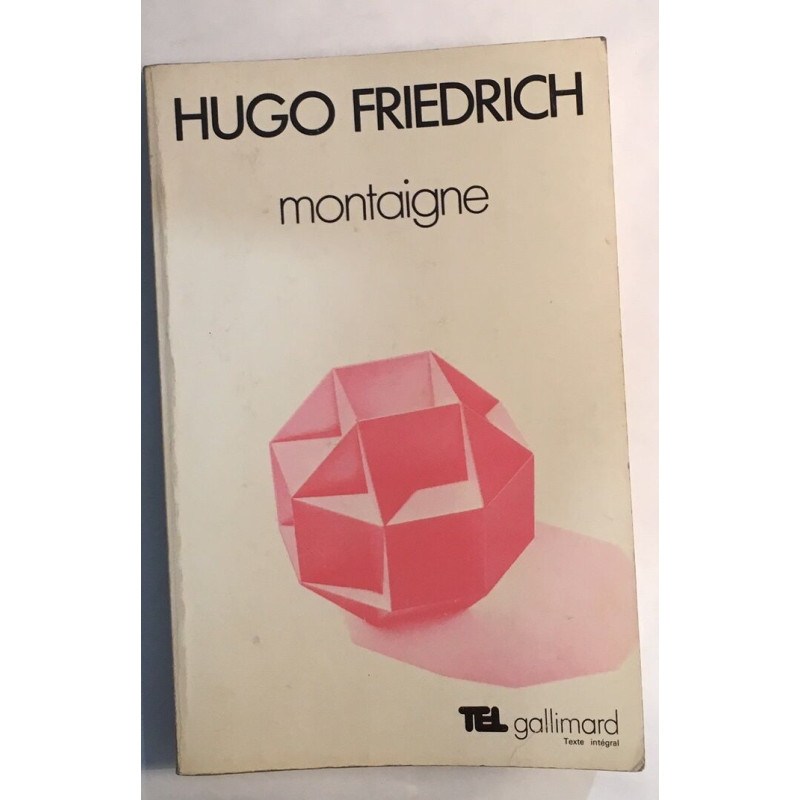 HUGO FRIEDRICH
montaigne
TEL gallimard
Texte intégral